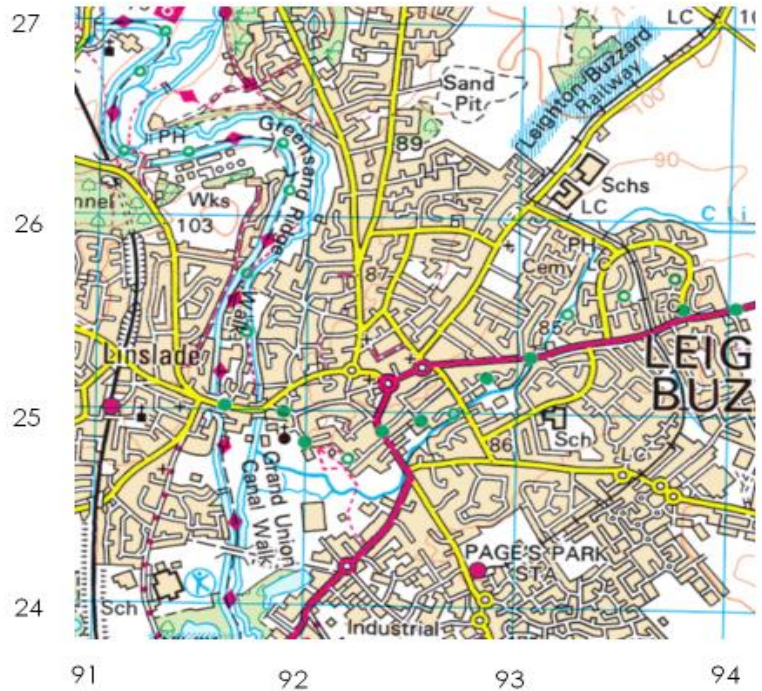 27
LC
Sand
Pit
Leighton-Buzzard
Railway
100
PH
Greensand Ridge
Walk
89
90
Schs
LC
nnel
Wks
26
103
PH
Cemy
LC
87
85
Linslade
LEIG
BUZ
25
86
Sch
LC
Grand Union
Canal Walk
PAGE'S PARK
STA
24
Sch
Industrial
91
92
93
94